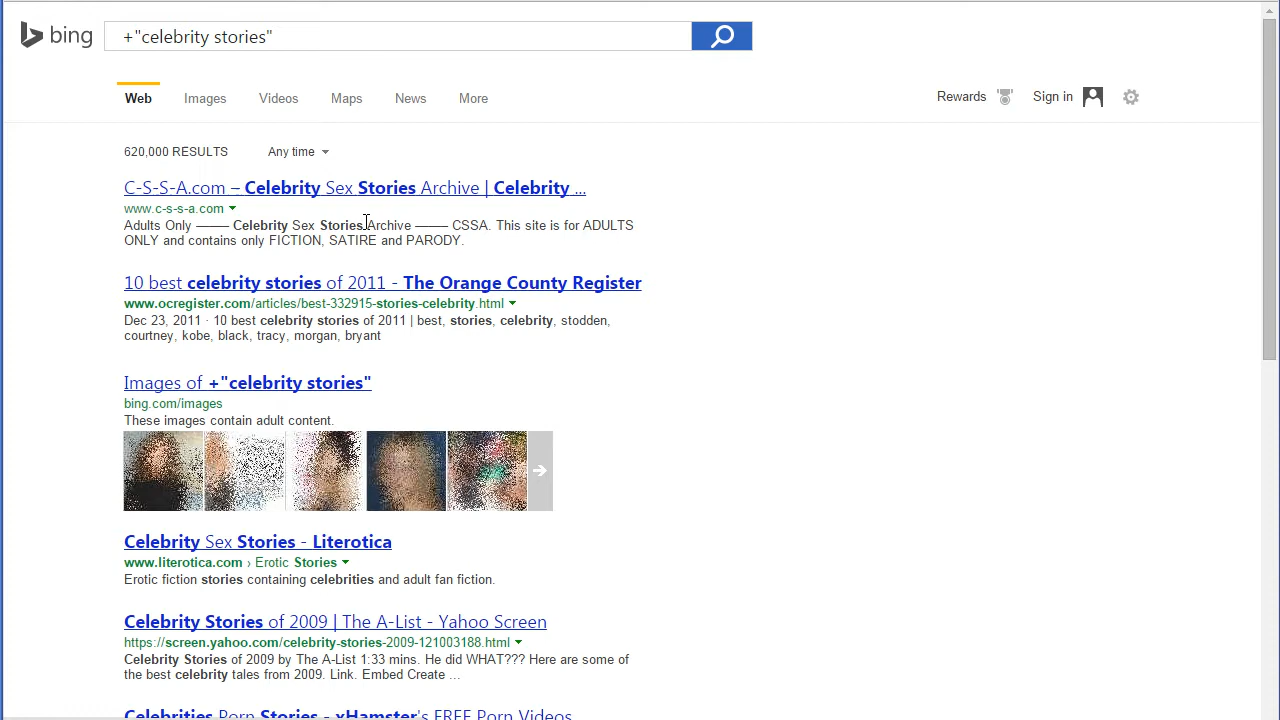 bing
+"celebrity stories"
Web Images Videos Maps News More
Rewards Sign in
620,000 RESULTS Any time
C-S-S-A.com – Celebrity Sex Stories Archive | Celebrity ...
www.c-s-s-a.com
Adults Only —— Celebrity Sex Stories Archive —— CSSA. This site is for ADULTS
ONLY and contains only FICTION, SATIRE and PARODY.
10 best celebrity stories of 2011 - The Orange County Register
www.ocregister.com/articles/best-332915-stories-celebrity.html
Dec 23, 2011 · 10 best celebrity stories of 2011 | best, stories, celebrity, stodden,
courtney, kobe, black, tracy, morgan, bryant
Images of +"celebrity stories"
bing.com/images
These images contain adult content.
Celebrity Sex Stories - Literotica
www.literotica.com › Erotic Stories
Erotic fiction stories containing celebrities and adult fan fiction.
Celebrity Stories of 2009 | The A-List - Yahoo Screen
https://screen.yahoo.com/celebrity-stories-2009-121003188.html
Celebrity Stories of 2009 by The A-List 1:33 mins. He did WHAT??? Here are some of
the best celebrity tales from 2009. Link. Embed Create ...
Celebrities Porn Stories - xHamster's FREE Porn Videos